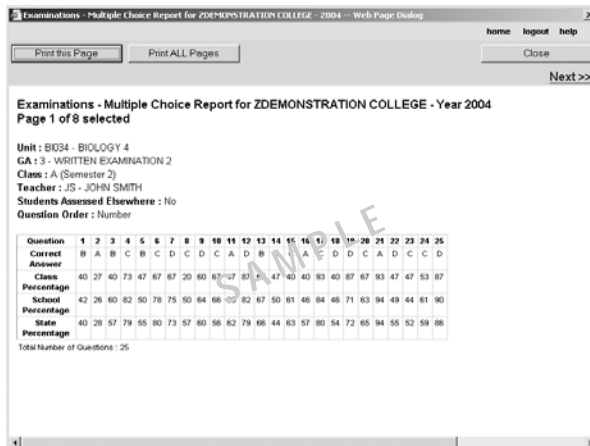 Examinations - Multiple Choice Report for ZDEMONSTRATION COLLEGE - 2004 -- Web Page Dialog
home logout help
Print this Page Print ALL Pages Close
Next >>
Examinations - Multiple Choice Report for ZDEMONSTRATION COLLEGE - Year 2004
Page 1 of 8 selected
Unit : BI034 - BIOLOGY 4
GA : 3 - WRITTEN EXAMINATION 2
Class : A (Semester 2)
Teacher : JS - JOHN SMITH
Students Assessed Elsewhere : No
Question Order : Number
SAMPLE
Question 1 2 3 4 5 6 7 8 9 10 11 12 13 14 15 16 17 18 19 20 21 22 23 24 25
Correct Answer B A B C B C D C D C A D B C A C D D C A D C C D
Class Percentage 40 27 40 73 47 67 67 20 60 87 47 40 40 93 40 87 67 93 47 47 53 87
School Percentage 42 26 60 82 50 78 75 50 64 66 82 67 50 61 46 84 46 71 63 94 49 44 61 90
State Percentage 40 28 57 79 55 80 73 57 60 56 62 79 66 44 63 57 80 54 72 65 94 55 52 59 86
Total Number of Questions : 25